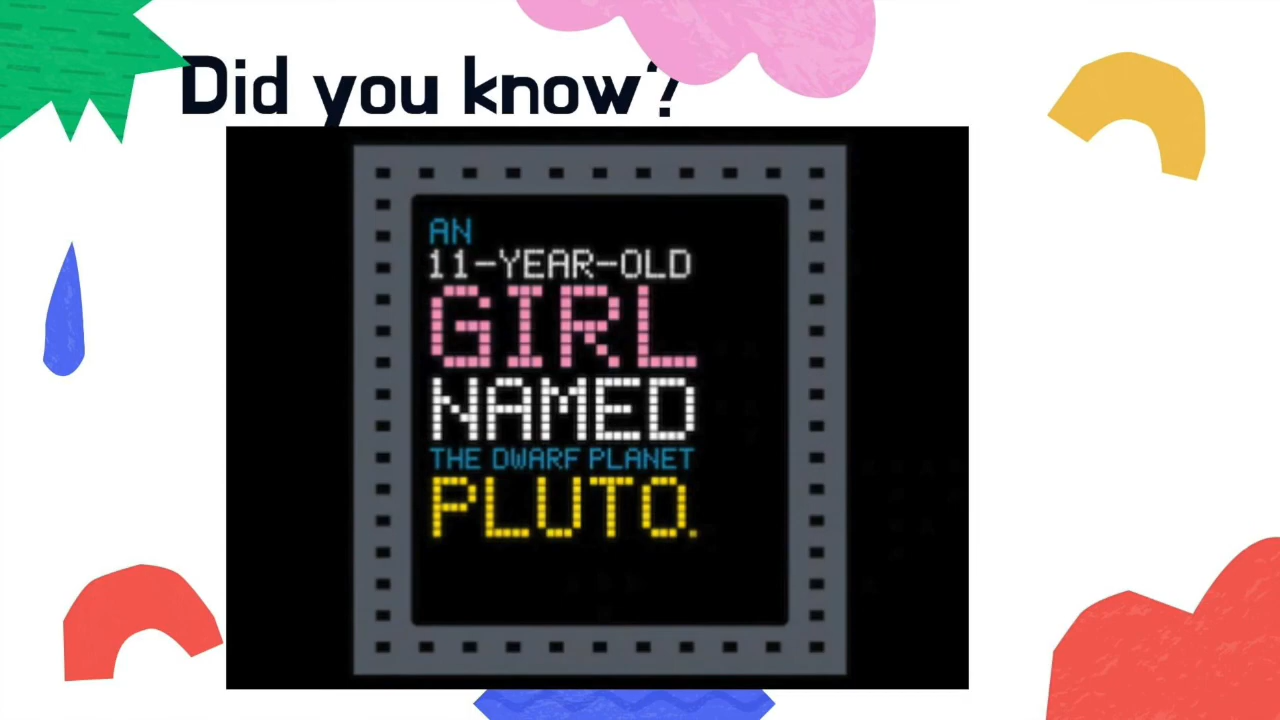 Did you know?
AN
11-YEAR-OLD
GIRL
NAMED
THE DWARF PLANET
PLUTO.